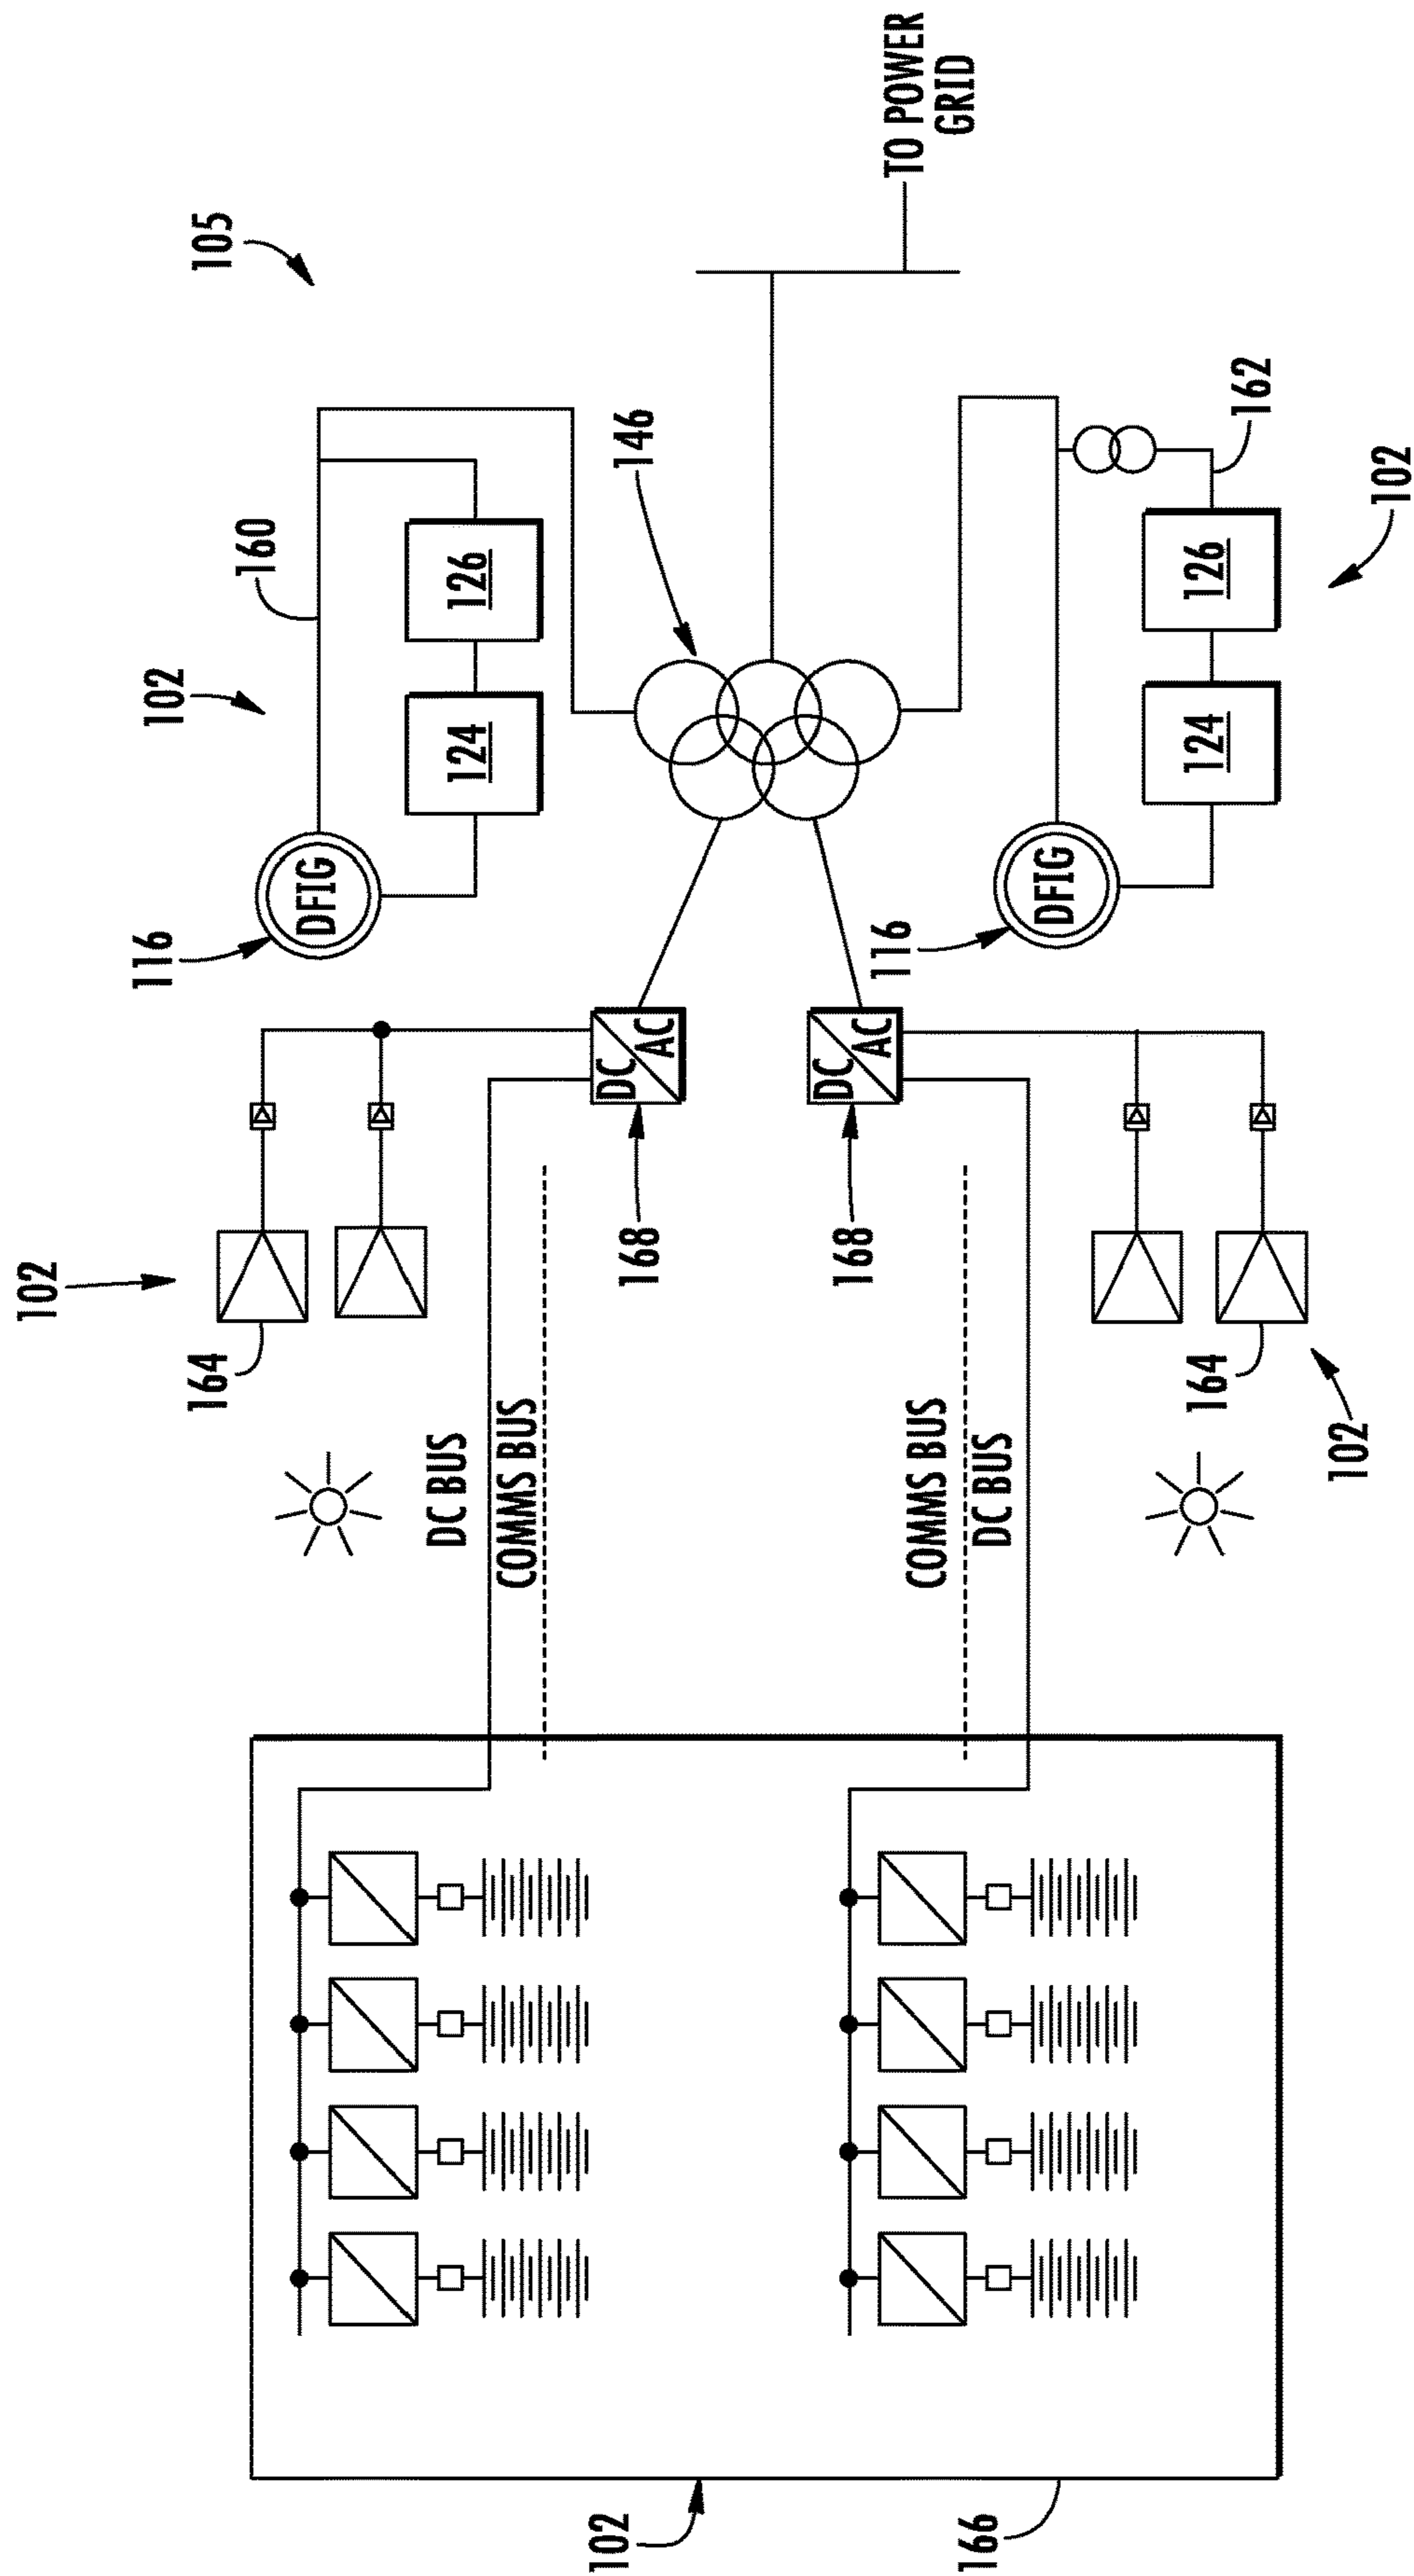 105
TO POWER
GRID
160
102
126
124
DFIG
116
146
162
102
126
124
DFIG
116
DC
AC
168
DC
AC
168
102
164
DC BUS
COMMS BUS
COMMS BUS
DC BUS
164
102
102
166